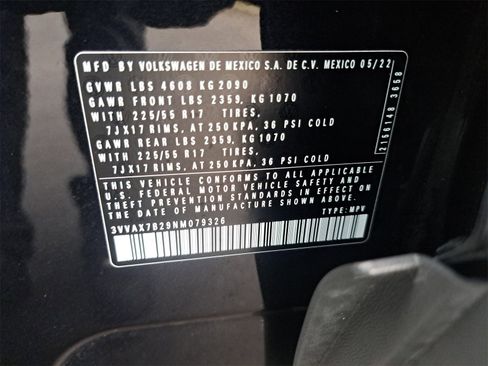 MFD BY VOLKSWAGEN DE MEXICO S.A. DE C.V. MEXICO 05/22
GVWR LBS 4608 KG 2090
GAWR FRONT LBS 2359, KG 1070
WITH 225/55 R17 TIRES,
7JX17 RIMS, AT 250 KPA, 36 PSI COLD
GAWR REAR LBS 2359, KG 1070
WITH 225/55 R17 TIRES,
7JX17 RIMS, AT 250 KPA, 36 PSI COLD
THIS VEHICLE CONFORMS TO ALL APPLICABLE
U.S. FEDERAL MOTOR VEHICLE SAFETY AND
THEFT PREVENTION STANDARDS IN EFFECT ON
THE DATE OF MANUFACTURE SHOWN ABOVE.
3VVAX7B29NM079326
TYPE: MPV
2156148 3658